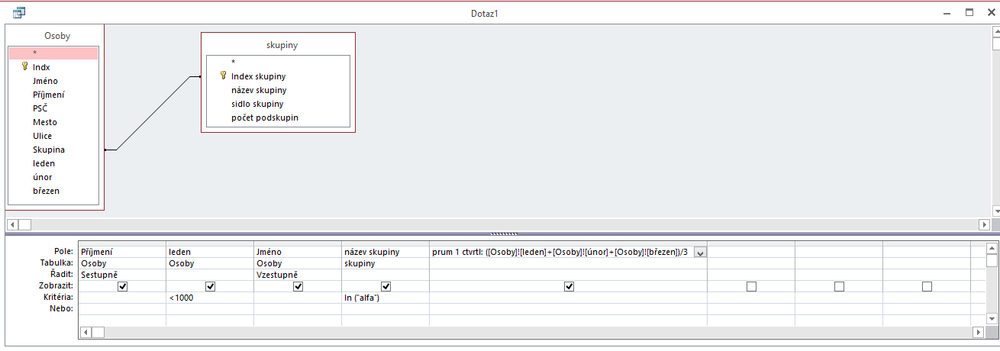 Dotaz1
Osoby
*
Indx
Jméno
Příjmení
PSČ
Mesto
Ulice
Skupina
leden
únor
březen
skupiny
*
Index skupiny
název skupiny
sidlo skupiny
počet podskupin
Pole: Příjmení leden Jméno název skupiny prum 1 ctvrtl: ([Osoby]![leden]+[Osoby]![únor]+[Osoby]![březen])/3
Tabulka: Osoby Osoby Osoby skupiny
Řadit: Sestupně Vzestupně
Zobrazit:
Kritéria: <1000 In ("alfa")
Nebo: